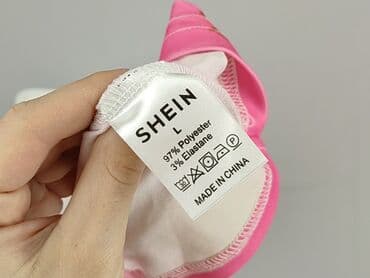 SHEIN
L
97% Polyester
3% Elastane
P
MADE IN CHINA